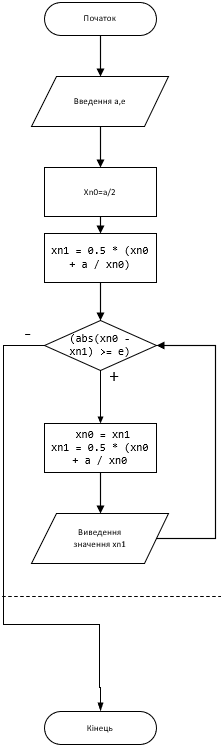 Початок
Введення а,е
Xn0=a/2
xn1 = 0.5 * (xn0
+ a / xn0)
(abs(xn0 -
xn1) >= e)
–
+
xn0 = xn1
xn1 = 0.5 * (xn0
+ a / xn0
Виведення
значення xn1
Кінець